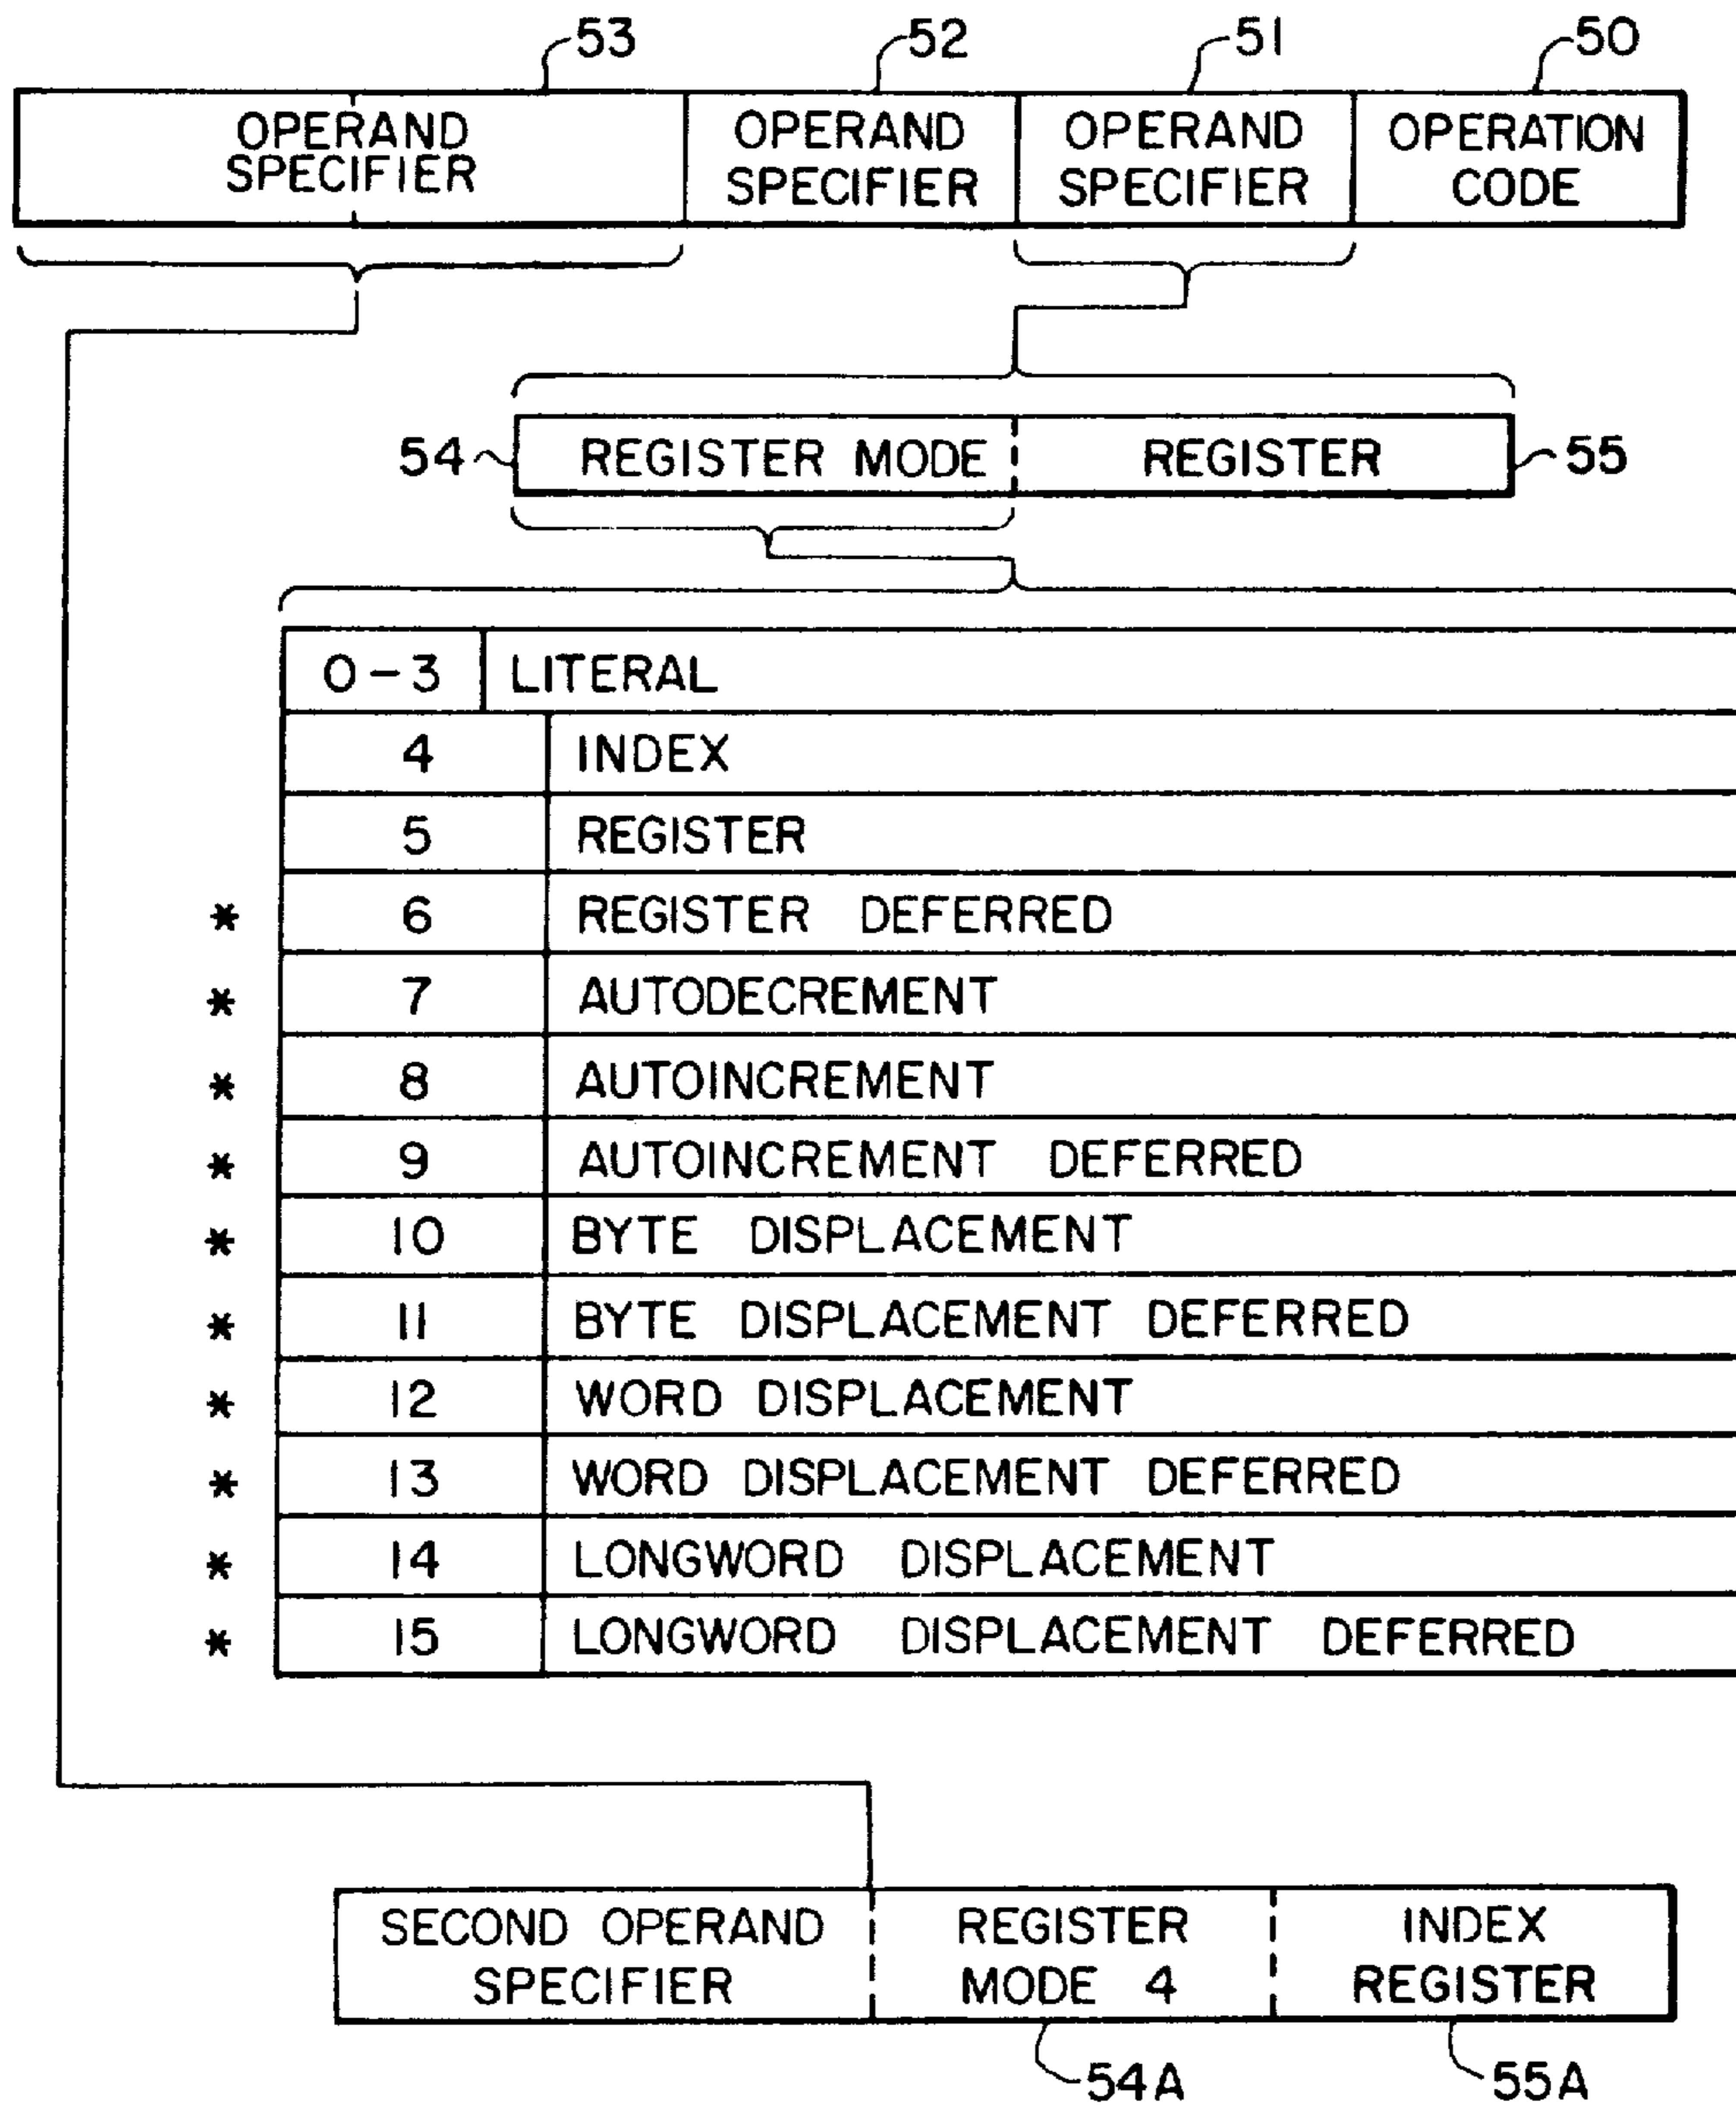 53 52 51 50
OPERAND SPECIFIER
OPERAND SPECIFIER
OPERAND SPECIFIER
OPERATION CODE
54 REGISTER MODE REGISTER 55
0-3 LITERAL
4 INDEX
5 REGISTER
* 6 REGISTER DEFERRED
* 7 AUTODECREMENT
* 8 AUTOINCREMENT
* 9 AUTOINCREMENT DEFERRED
* 10 BYTE DISPLACEMENT
* 11 BYTE DISPLACEMENT DEFERRED
* 12 WORD DISPLACEMENT
* 13 WORD DISPLACEMENT DEFERRED
* 14 LONGWORD DISPLACEMENT
* 15 LONGWORD DISPLACEMENT DEFERRED
SECOND OPERAND SPECIFIER
REGISTER MODE 4
INDEX REGISTER
54A 55A